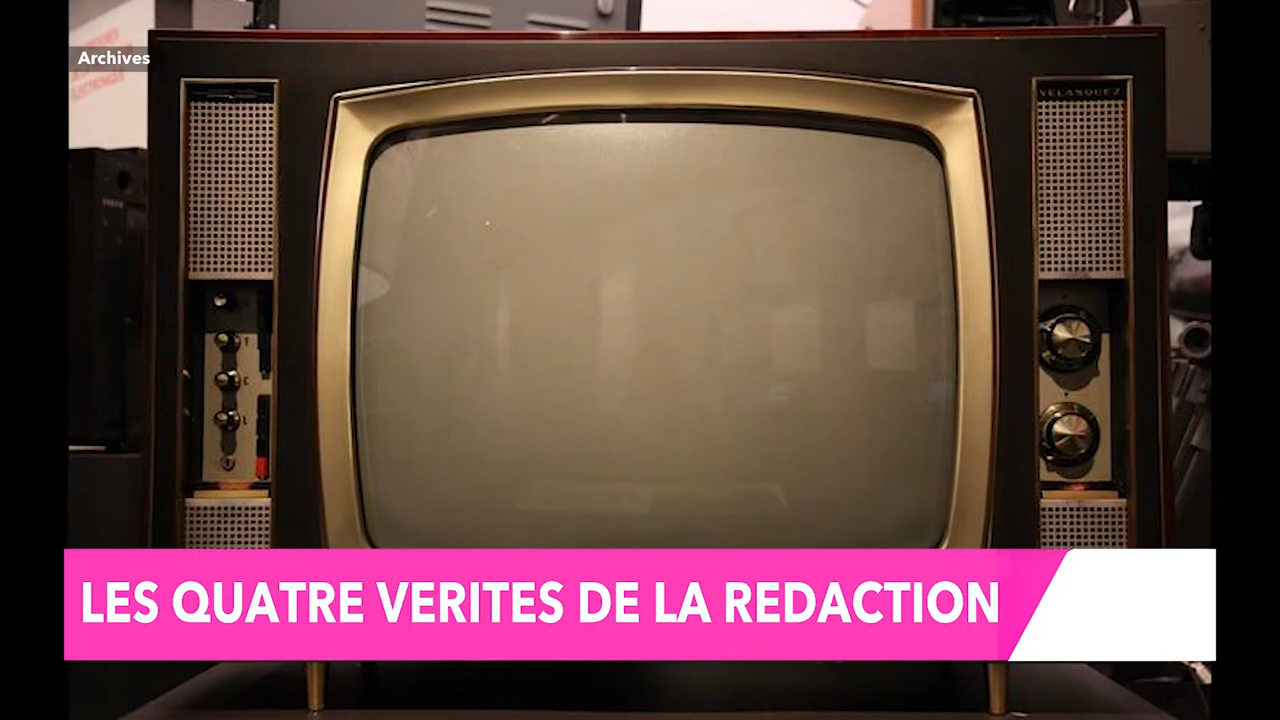 Archives
VELASQUEZ
T
C
L
LES QUATRE VERITES DE LA REDACTION